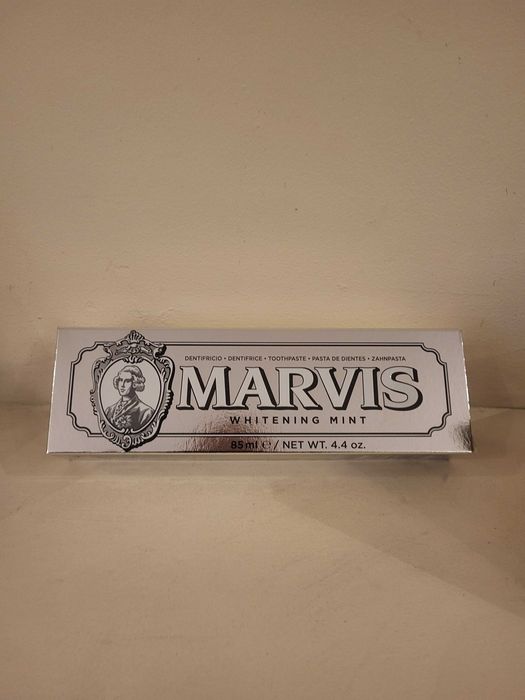 DENTIFRICIO • DENTIFRICE • TOOTHPASTE • PASTA DE DIENTES • ZAHNPASTA
MARVIS
WHITENING MINT
85 ml ℮ / NET WT. 4.4 oz.